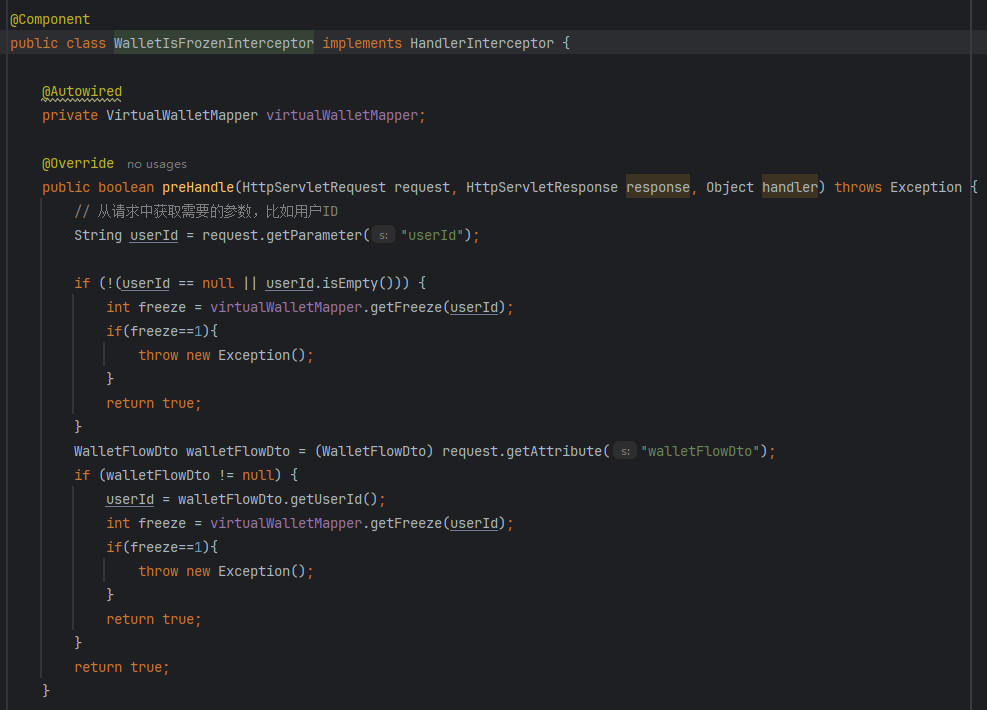 @Component
public class WalletIsFrozenInterceptor implements HandlerInterceptor {
@Autowired
private VirtualWalletMapper virtualWalletMapper;
@Override no usages
public boolean preHandle(HttpServletRequest request, HttpServletResponse response, Object handler) throws Exception {
// 从请求中获取需要的参数，比如用户ID
String userId = request.getParameter( s: "userId");
if (!(userId == null || userId.isEmpty())) {
int freeze = virtualWalletMapper.getFreeze(userId);
if(freeze==1){
throw new Exception();
}
return true;
}
WalletFlowDto walletFlowDto = (WalletFlowDto) request.getAttribute( s: "walletFlowDto");
if (walletFlowDto != null) {
userId = walletFlowDto.getUserId();
int freeze = virtualWalletMapper.getFreeze(userId);
if(freeze==1){
throw new Exception();
}
return true;
}
return true;
}